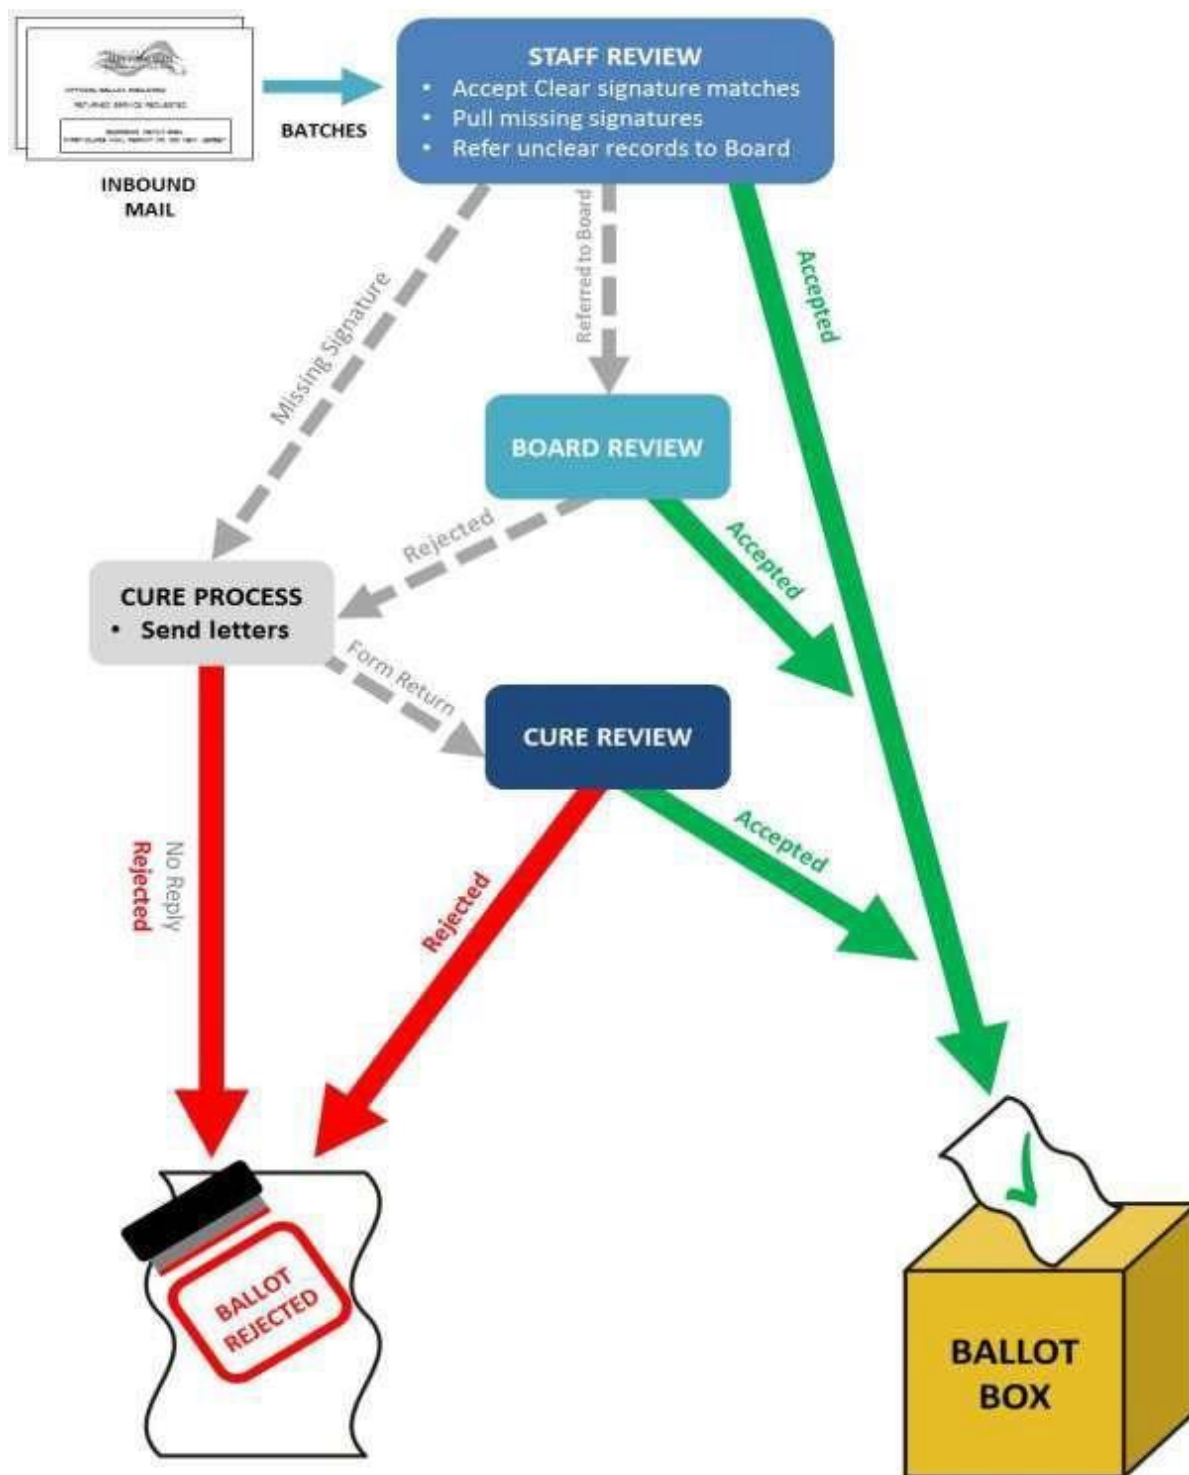 STAFF REVIEW
• Accept Clear signature matches
• Pull missing signatures
• Refer unclear records to Board
BATCHES
INBOUND
MAIL
Missing Signature
Referred to Board
Accepted
BOARD REVIEW
Rejected
Accepted
CURE PROCESS
• Send letters
Form Return
CURE REVIEW
No Reply
Rejected
Rejected
Accepted
BALLOT
REJECTED
BALLOT
BOX